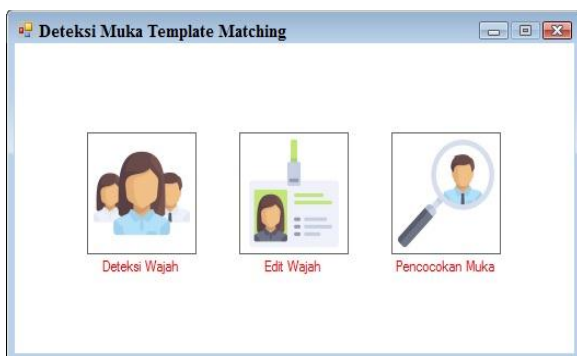 Deteksi Muka Template Matching
Deteksi Wajah
Edit Wajah
Pencocokan Muka